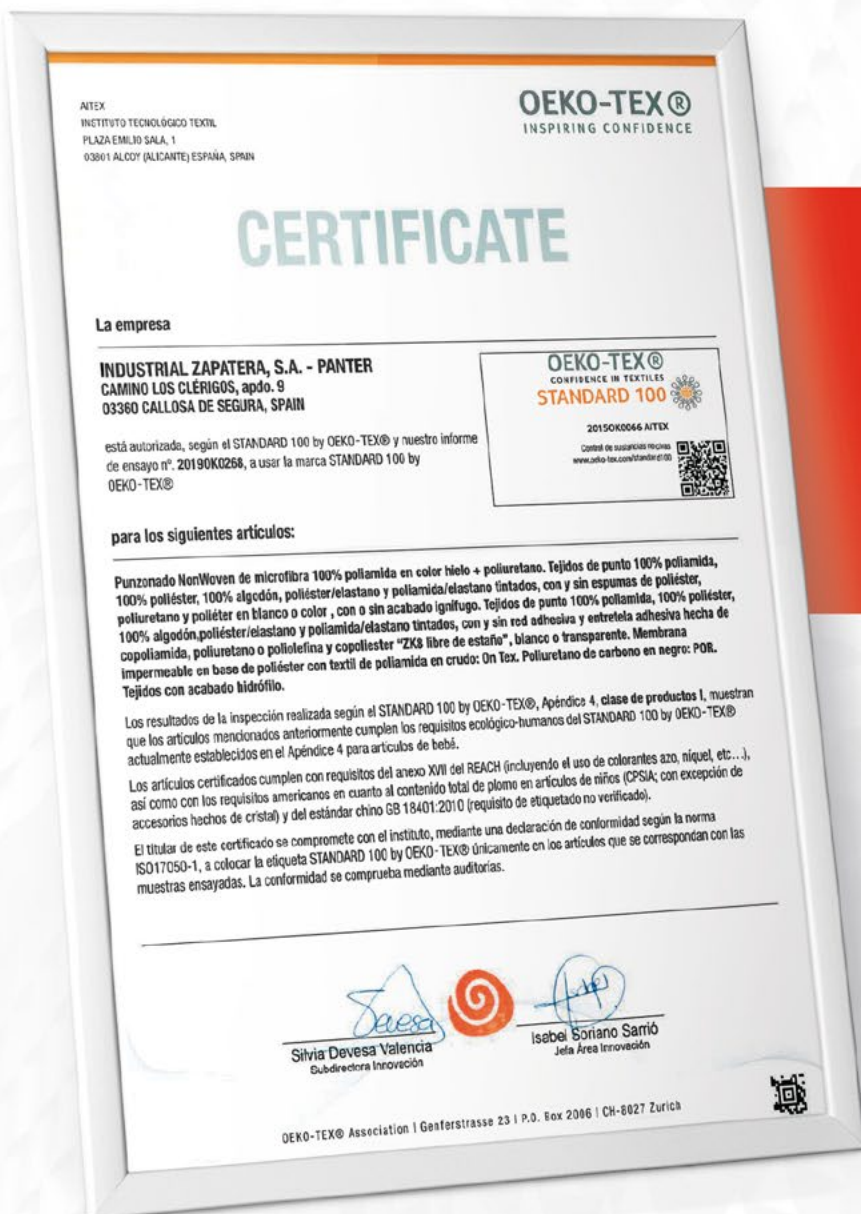 AITEX
INSTITUTO TECNOLÓGICO TEXTIL
PLAZA EMILIO SALA, 1
03801 ALCOY (ALICANTE) ESPAÑA, SPAIN
OEKO-TEX®
INSPIRING CONFIDENCE
CERTIFICATE
La empresa
INDUSTRIAL ZAPATERA, S.A. - PANTER
CAMINO LOS CLÉRIGOS, apdo. 9
03360 CALLOSA DE SEGURA, SPAIN
está autorizada, según el STANDARD 100 by OEKO-TEX® y nuestro informe
de ensayo nº. 2019OK0268, a usar la marca STANDARD 100 by
OEKO-TEX®
OEKO-TEX®
CONFIDENCE IN TEXTILES
STANDARD 100
2015OK0066 AITEX
Control de sustancias nocivas
www.oeko-tex.com/standard100
para los siguientes artículos:
Punzonado NonWoven de microfibra 100% poliamida en color hielo + poliuretano. Tejidos de punto 100% poliamida,
100% poliéster, 100% algodón, poliéster/elastano y poliamida/elastano tintados, con y sin espumas de poliéster,
poliuretano y poliéter en blanco o color , con o sin acabado ignífugo. Tejidos de punto 100% poliamida, 100% poliéster,
100% algodón,poliéster/elastano y poliamida/elastano tintados, con y sin red adhesiva y entretela adhesiva hecha de
copoliamida, poliuretano o poliolefina y copoliester "ZK8 libre de estaño", blanco o transparente. Membrana
impermeable en base de poliéster con textil de poliamida en crudo: On Tex. Poliuretano de carbono en negro: POR.
Tejidos con acabado hidrófilo.
Los resultados de la inspección realizada según el STANDARD 100 by OEKO-TEX®, Apéndice 4, clase de productos I, muestran
que los artículos mencionados anteriormente cumplen los requisitos ecológico-humanos del STANDARD 100 by OEKO-TEX®
actualmente establecidos en el Apéndice 4 para artículos de bebé.
Los artículos certificados cumplen con requisitos del anexo XVII del REACH (incluyendo el uso de colorantes azo, níquel, etc...),
así como con los requisitos americanos en cuanto al contenido total de plomo en artículos de niños (CPSIA; con excepción de
accesorios hechos de cristal) y del estándar chino GB 18401:2010 (requisito de etiquetado no verificado).
El titular de este certificado se compromete con el instituto, mediante una declaración de conformidad según la norma
ISO17050-1, a colocar la etiqueta STANDARD 100 by OEKO-TEX® únicamente en los artículos que se correspondan con las
muestras ensayadas. La conformidad se comprueba mediante auditorías.
Devesa
Silvia Devesa Valencia
Subdirectora Innovación
Isabel Soriano Sarrió
Jefa Área Innovación
OEKO-TEX® Association | Genferstrasse 23 | P.O. Box 2006 | CH-8027 Zurich